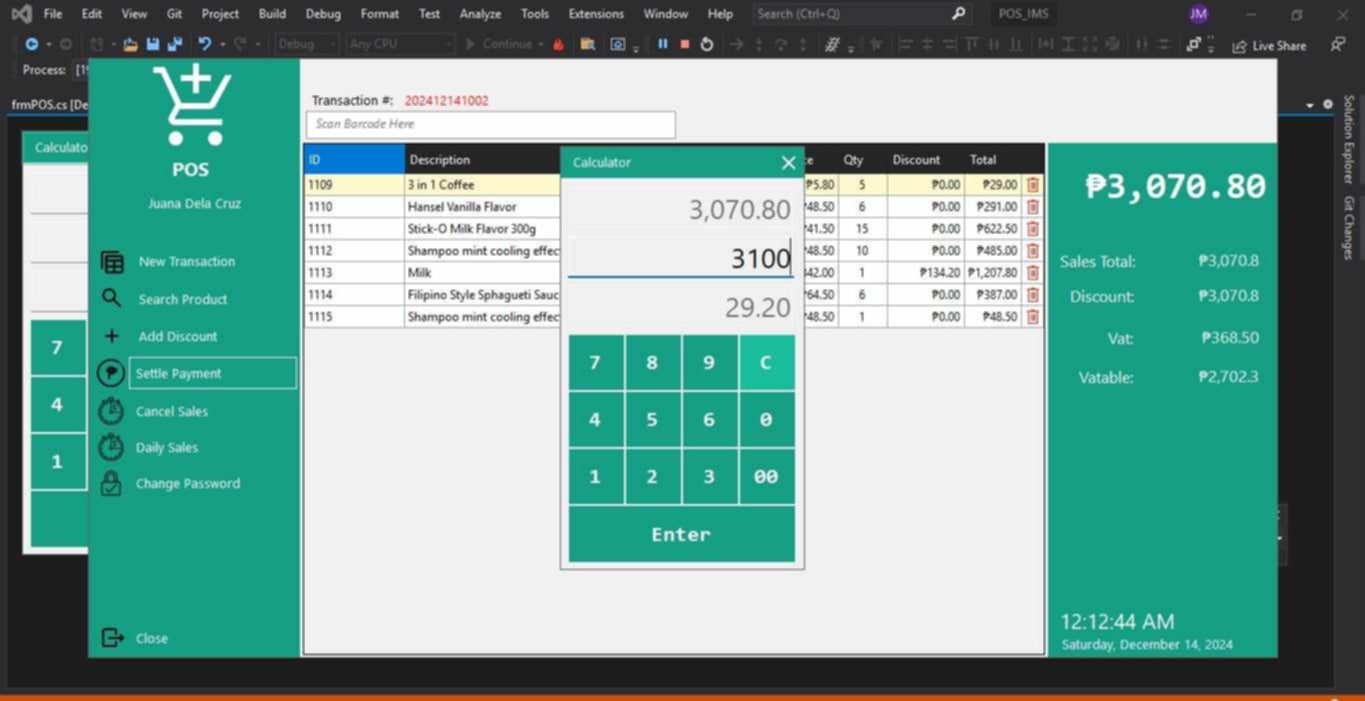 File Edit View Git Project Build Debug Format Test Analyze Tools Extensions Window Help Search (Ctrl+Q) POS_IMS JM
Debug Any CPU Continue Live Share
Process:
frmPOS.cs [De
Solution Explorer
Git Changes
Calculato
7
4
1
POS
Juana Dela Cruz
New Transaction
Search Product
Add Discount
Settle Payment
Cancel Sales
Daily Sales
Change Password
Close
Transaction #: 202412141002
Scan Barcode Here
ID Description Qty Discount Total
1109 3 in 1 Coffee ₱5.80 5 ₱0.00 ₱29.00
1110 Hansel Vanilla Flavor 48.50 6 ₱0.00 ₱291.00
1111 Stick-O Milk Flavor 300g 41.50 15 ₱0.00 ₱622.50
1112 Shampoo mint cooling effec 48.50 10 ₱0.00 ₱485.00
1113 Milk 42.00 1 ₱134.20 ₱1,207.80
1114 Filipino Style Sphagueti Sauc 64.50 6 ₱0.00 ₱387.00
1115 Shampoo mint cooling effec 48.50 1 ₱0.00 ₱48.50
Calculator
3,070.80
3100
29.20
7 8 9 C
4 5 6 0
1 2 3 00
Enter
₱3,070.80
Sales Total: ₱3,070.8
Discount: ₱3,070.8
Vat: ₱368.50
Vatable: ₱2,702.3
12:12:44 AM
Saturday, December 14, 2024